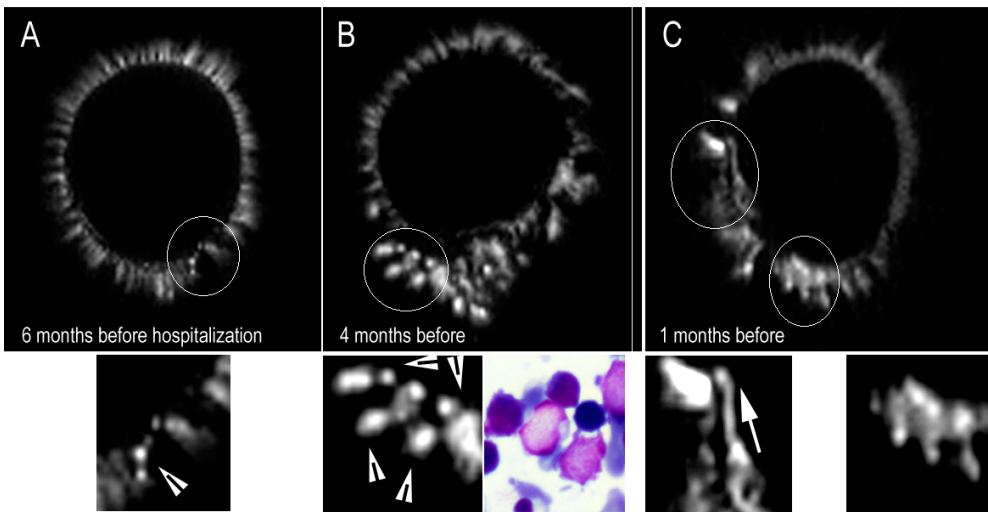 A
B
C
6 months before hospitalization
4 months before
1 months before